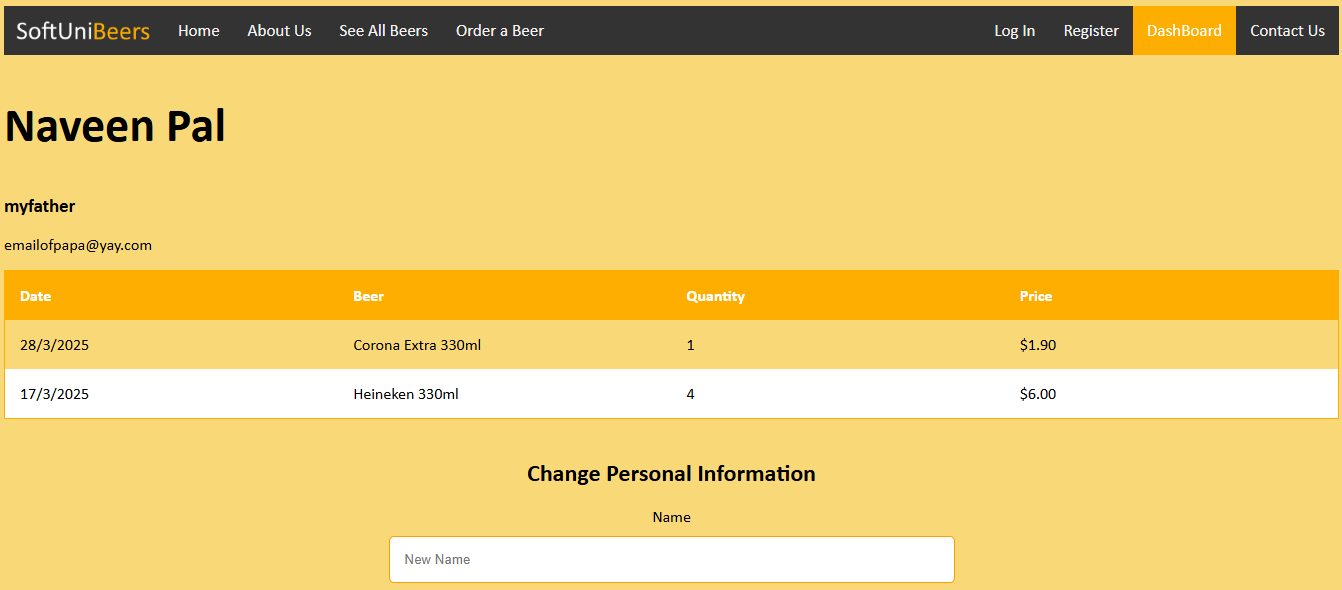 SoftUniBeers Home About Us See All Beers Order a Beer Log In Register DashBoard Contact Us
Naveen Pal
myfather
emailofpapa@yay.com
Date Beer Quantity Price
28/3/2025 Corona Extra 330ml 1 $1.90
17/3/2025 Heineken 330ml 4 $6.00
Change Personal Information
Name
New Name